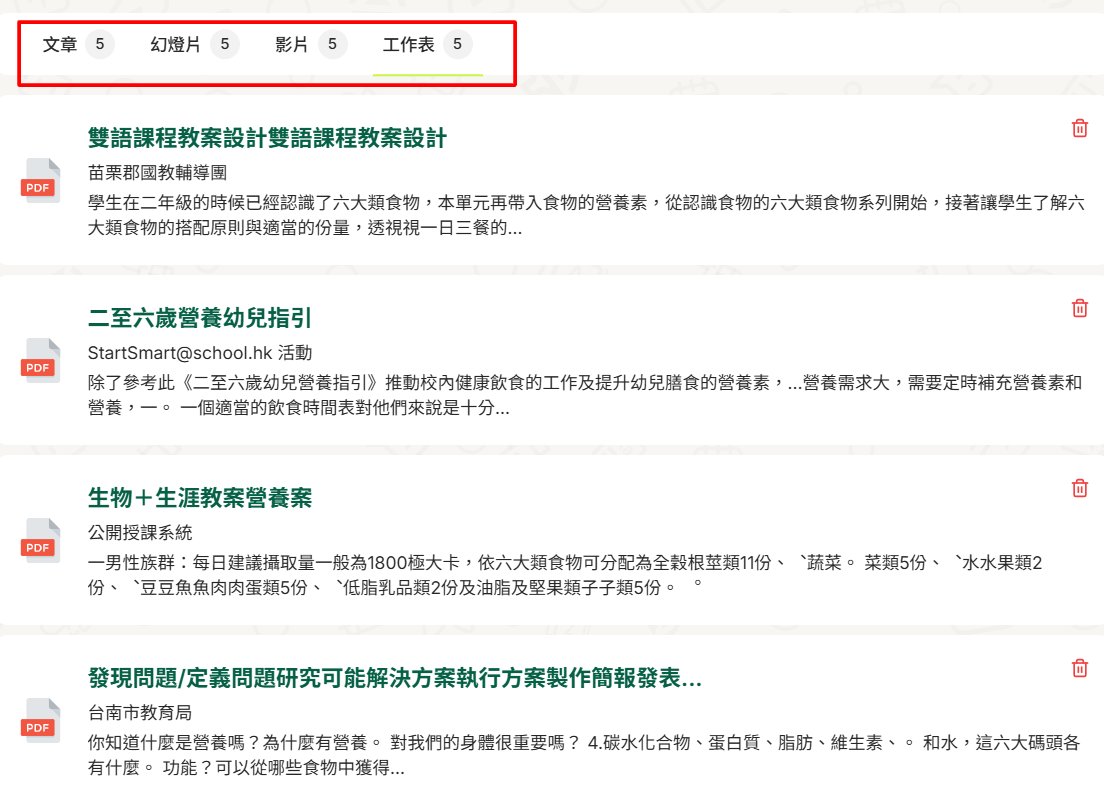 文章 5 幻燈片 5 影片 5 工作表 5
雙語課程教案設計雙語課程教案設計
苗栗郡國教輔導團
PDF
學生在二年級的時候已經認識了六大類食物，本單元再帶入食物的營養素，從認識食物的六大類食物系列開始，接著讓學生了解六
大類食物的搭配原則與適當的份量，透視視一日三餐的...
二至六歲營養幼兒指引
StartSmart@school.hk 活動
PDF
除了參考此《二至六歲幼兒營養指引》推動校內健康飲食的工作及提升幼兒膳食的營養素，...營養需求大，需要定時補充營養素和
營養，一。 一個適當的飲食時間表對他們來說是十分...
生物＋生涯教案營養案
公開授課系統
PDF
一男性族群：每日建議攝取量一般為1800極大卡，依六大類食物可分配為全穀根莖類11份、 〝蔬菜。 菜類5份、 〝水水果類2
份、 〝豆豆魚魚肉肉蛋類5份、 〝低脂乳品類2份及油脂及堅果類子子類5份。 。
發現問題/定義問題研究可能解決方案執行方案製作簡報發表...
台南市教育局
PDF
你知道什麼是營養嗎？為什麼有營養。 對我們的身體很重要嗎？ 4.碳水化合物、蛋白質、脂肪、維生素、。 和水，這六大碼頭各
有什麼。 功能？可以從哪些食物中獲得...